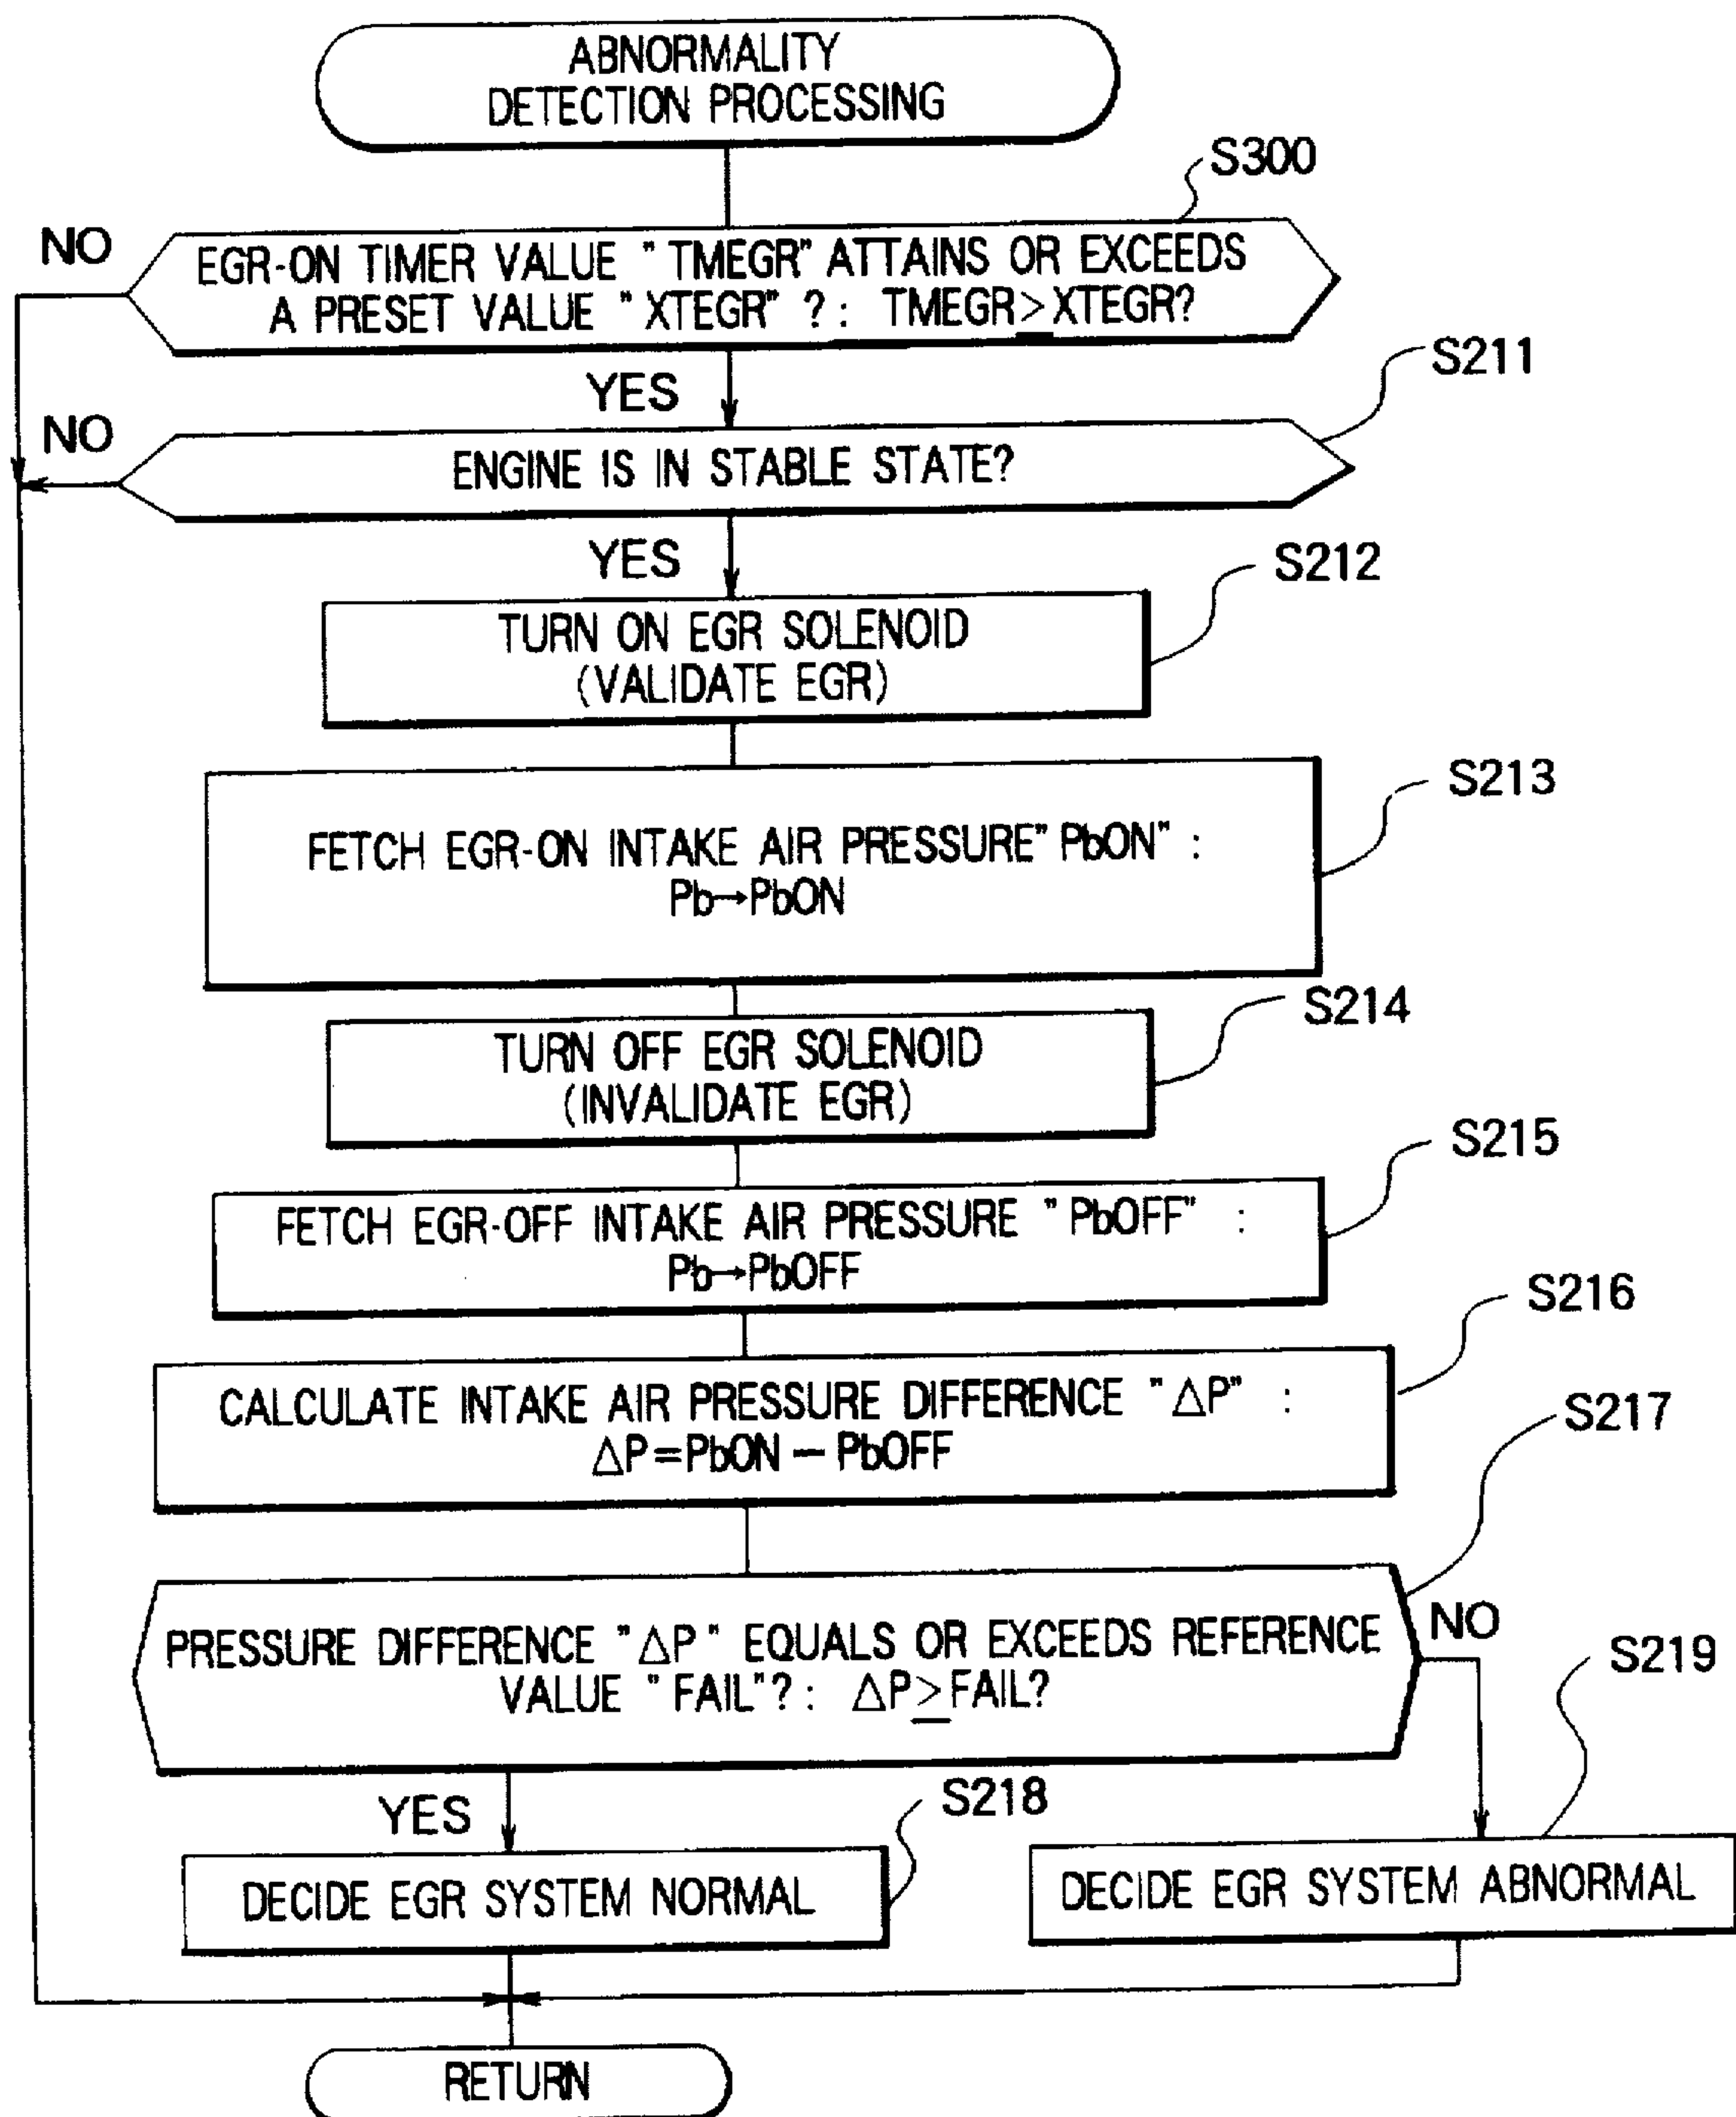 ABNORMALITY
DETECTION PROCESSING
S300
NO
EGR-ON TIMER VALUE "TMEGR" ATTAINS OR EXCEEDS
A PRESET VALUE "XTEGR" ?: TMEGR≥XTEGR?
YES
S211
NO
ENGINE IS IN STABLE STATE?
YES
S212
TURN ON EGR SOLENOID
(VALIDATE EGR)
S213
FETCH EGR-ON INTAKE AIR PRESSURE"PbON" :
Pb→PbON
S214
TURN OFF EGR SOLENOID
(INVALIDATE EGR)
S215
FETCH EGR-OFF INTAKE AIR PRESSURE "PbOFF" :
Pb→PbOFF
S216
CALCULATE INTAKE AIR PRESSURE DIFFERENCE "△P" :
△P=PbON — PbOFF
S217
PRESSURE DIFFERENCE "△P" EQUALS OR EXCEEDS REFERENCE
VALUE "FAIL"?: △P≥FAIL?
NO
S219
YES
S218
DECIDE EGR SYSTEM NORMAL
DECIDE EGR SYSTEM ABNORMAL
RETURN